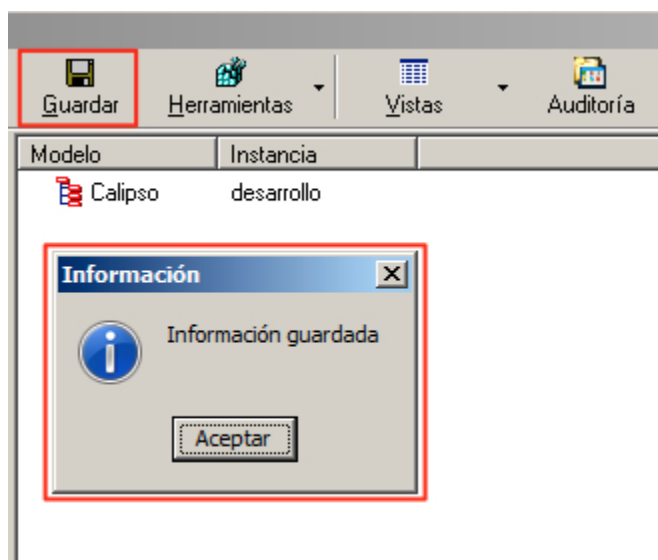 Guardar Herramientas Vistas Auditoría
Modelo Instancia
Calipso desarrollo
Información
Información guardada
Aceptar